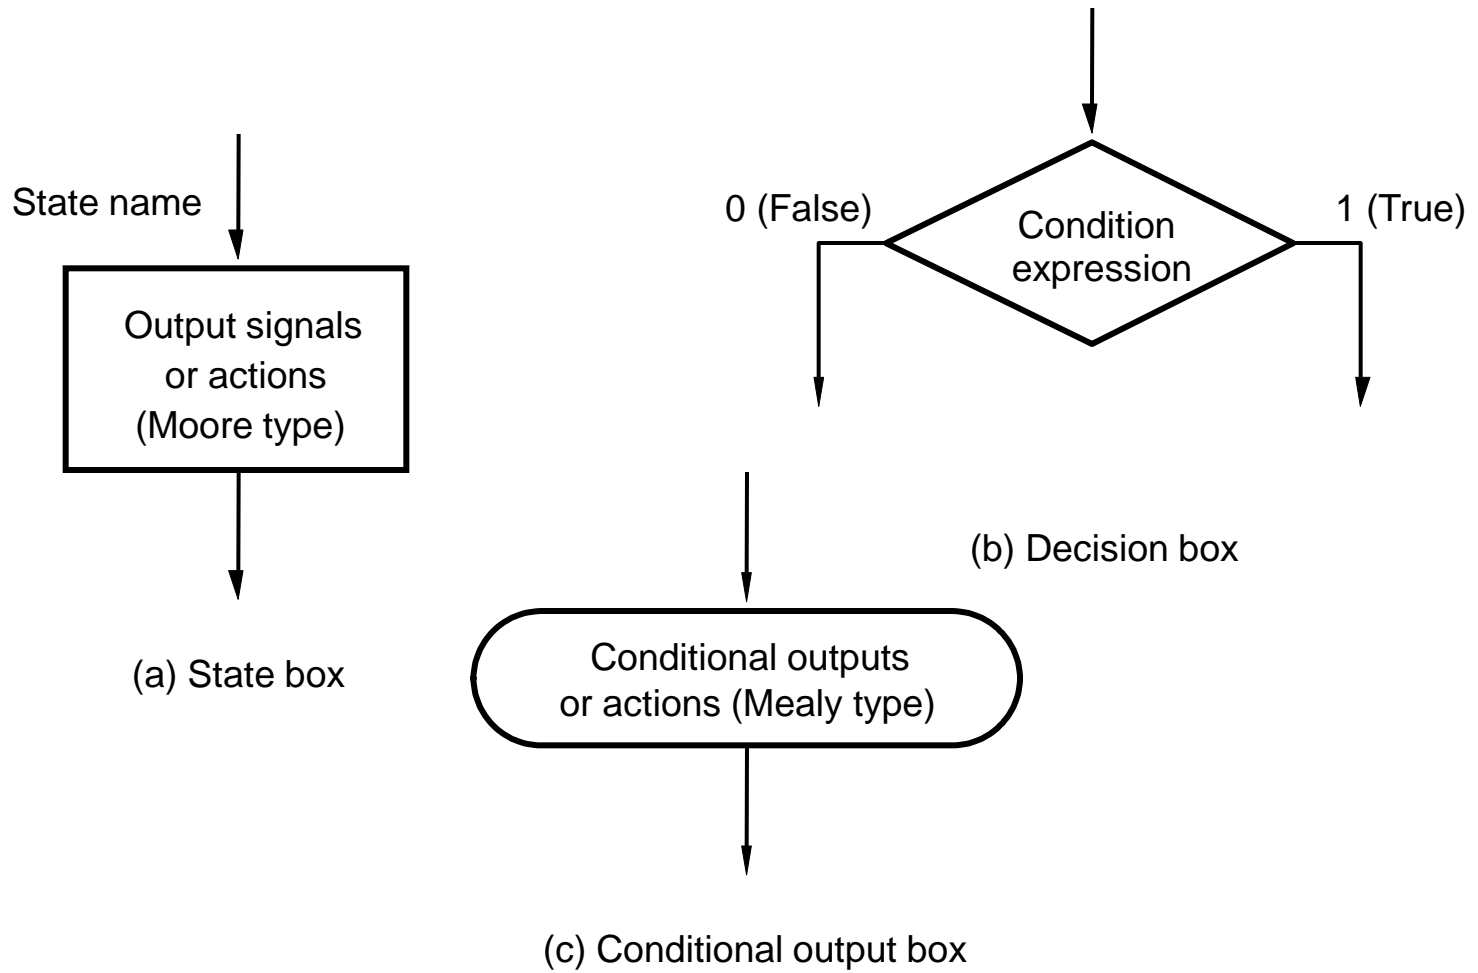 State name
Output signals
or actions
(Moore type)
(a) State box
0 (False)
1 (True)
Condition
expression
(b) Decision box
Conditional outputs
or actions (Mealy type)
(c) Conditional output box